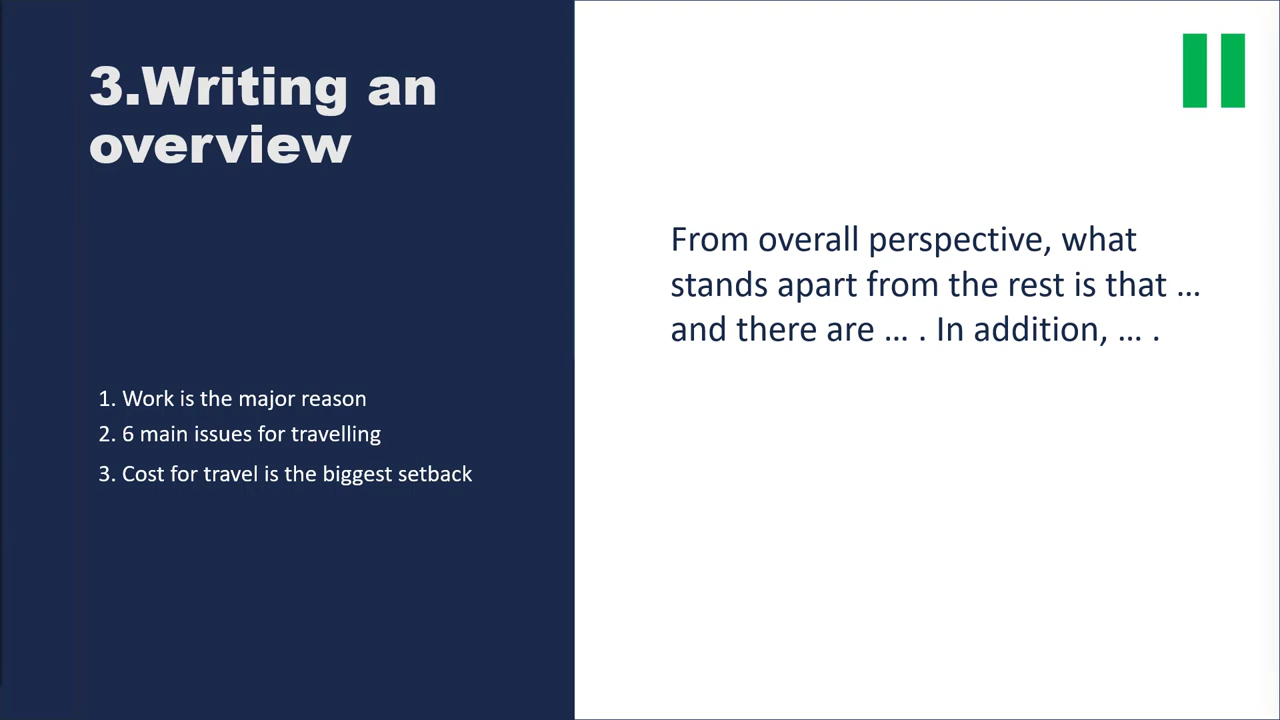 3.Writing an
overview
1. Work is the major reason
2. 6 main issues for travelling
3. Cost for travel is the biggest setback
From overall perspective, what
stands apart from the rest is that ...
and there are ... . In addition, ... .